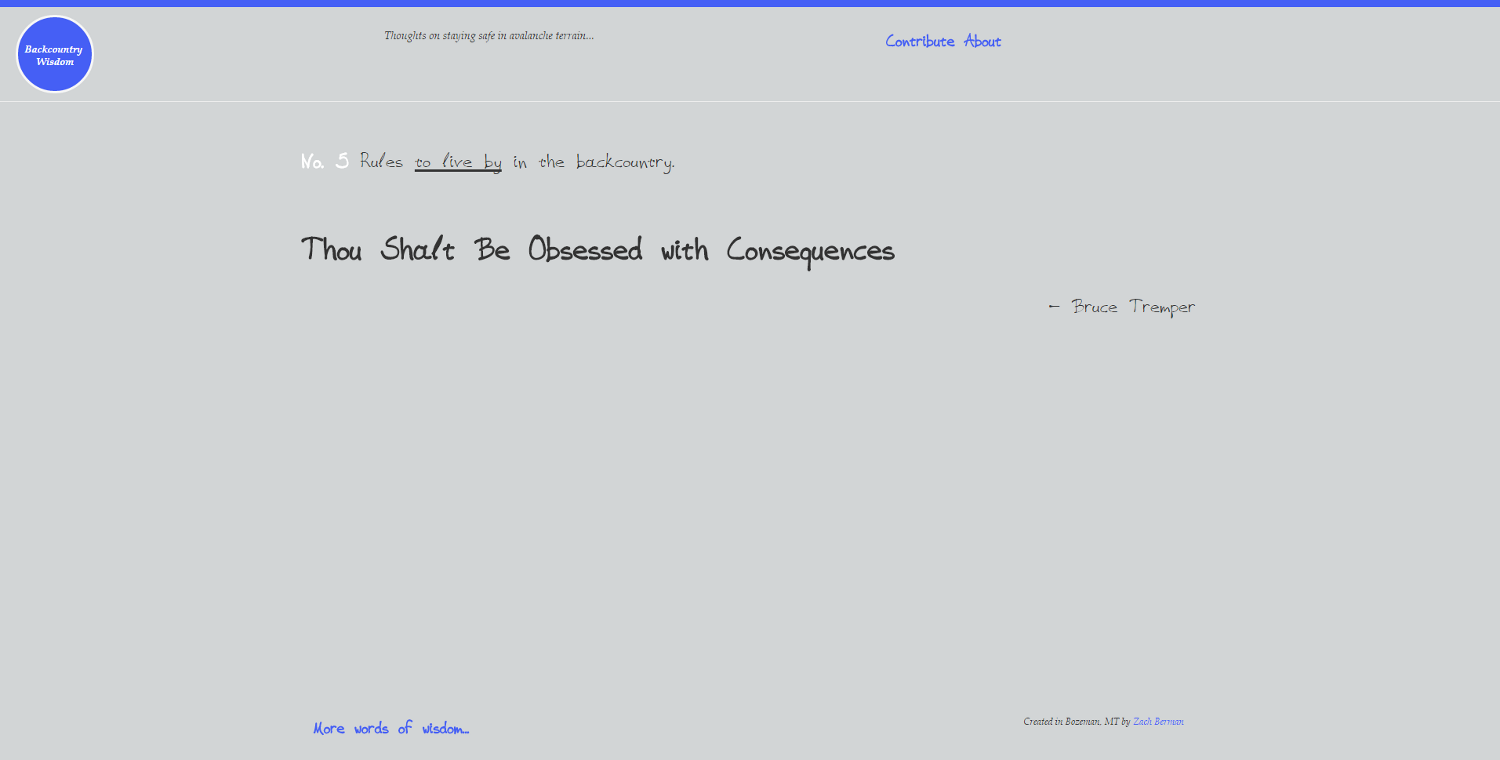 Backcountry
Wisdom
Thoughts on staying safe in avalanche terrain...
Contribute About
No. 5 Rules to live by in the backcountry.
Thou Shalt Be Obsessed with Consequences
– Bruce Tremper
More words of wisdom...
Created in Bozeman, MT by Zach Berman